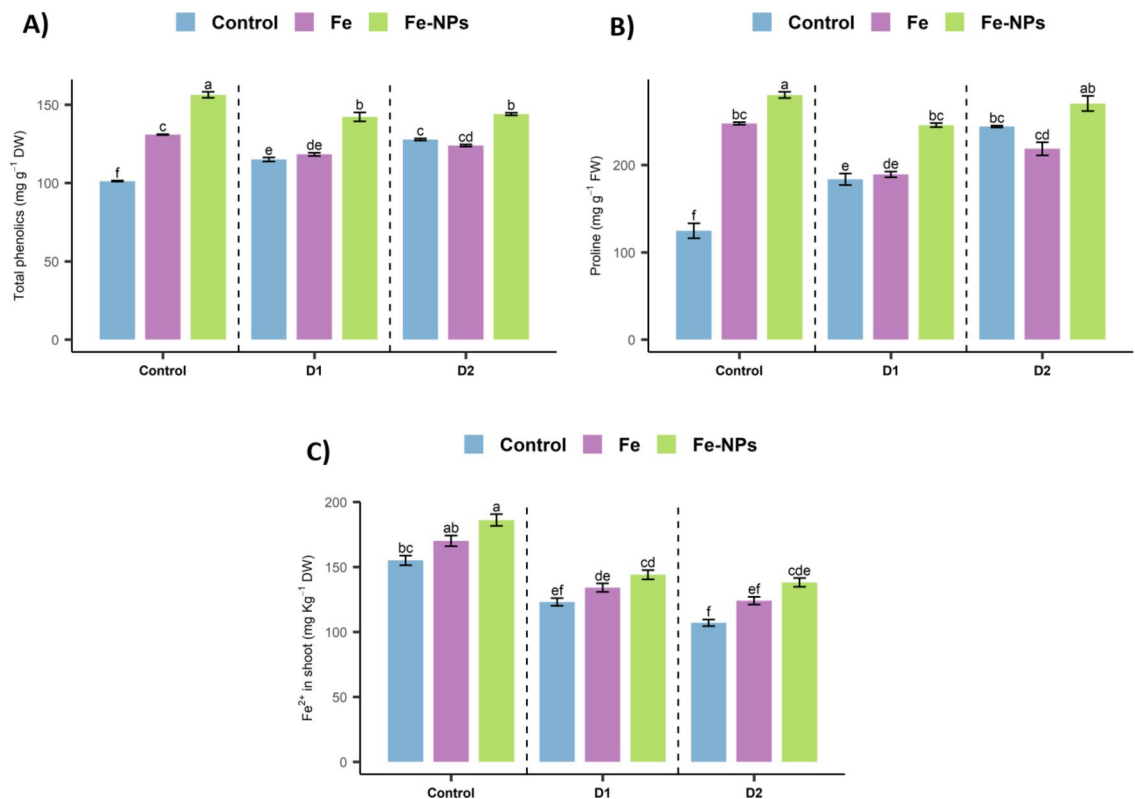 A)
Control Fe Fe-NPs
Total phenolics (mg g⁻¹ DW)
150
100
50
0
f
c
a
e
de
b
c
cd
b
Control D1 D2
B)
Control Fe Fe-NPs
Proline (mg g⁻¹ FW)
200
100
0
f
bc
a
e
de
bc
bc
cd
ab
Control D1 D2
C)
Control Fe Fe-NPs
Fe²⁺ in shoot (mg Kg⁻¹ DW)
200
150
100
50
0
bc
ab
a
ef
de
cd
f
ef
cde
Control D1 D2